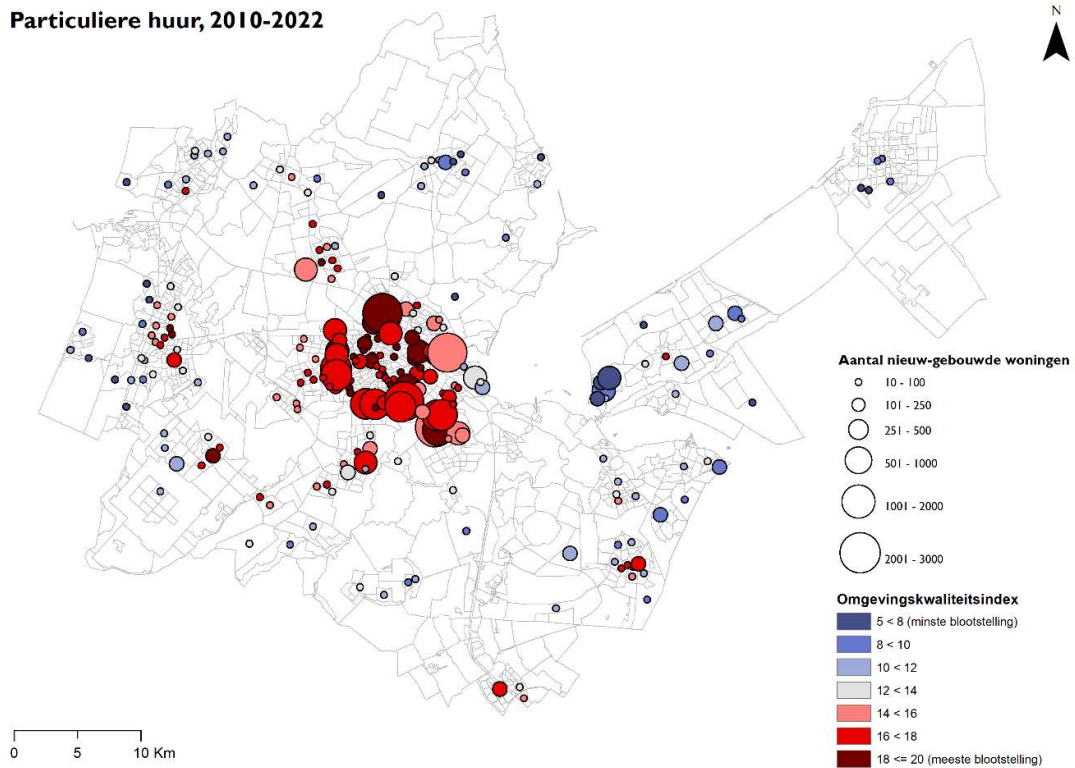 Particuliere huur, 2010-2022
N
Aantal nieuw-gebouwde woningen
10 - 100
101 - 250
251 - 500
501 - 1000
1001 - 2000
2001 - 3000
Omgevingskwaliteitsindex
5 < 8 (minste blootstelling)
8 < 10
10 < 12
12 < 14
14 < 16
16 < 18
18 <= 20 (meeste blootstelling)
0 5 10 Km